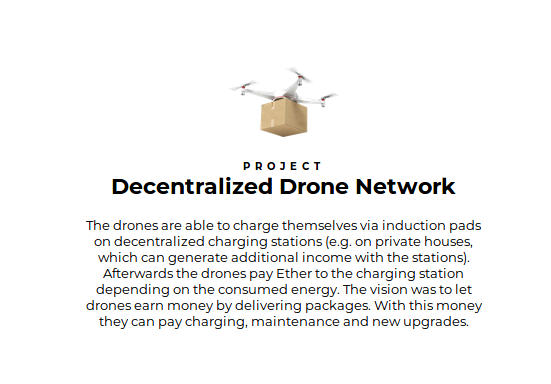 PROJECT
Decentralized Drone Network
The drones are able to charge themselves via induction pads
on decentralized charging stations (e.g. on private houses,
which can generate additional income with the stations).
Afterwards the drones pay Ether to the charging station
depending on the consumed energy. The vision was to let
drones earn money by delivering packages. With this money
they can pay charging, maintenance and new upgrades.